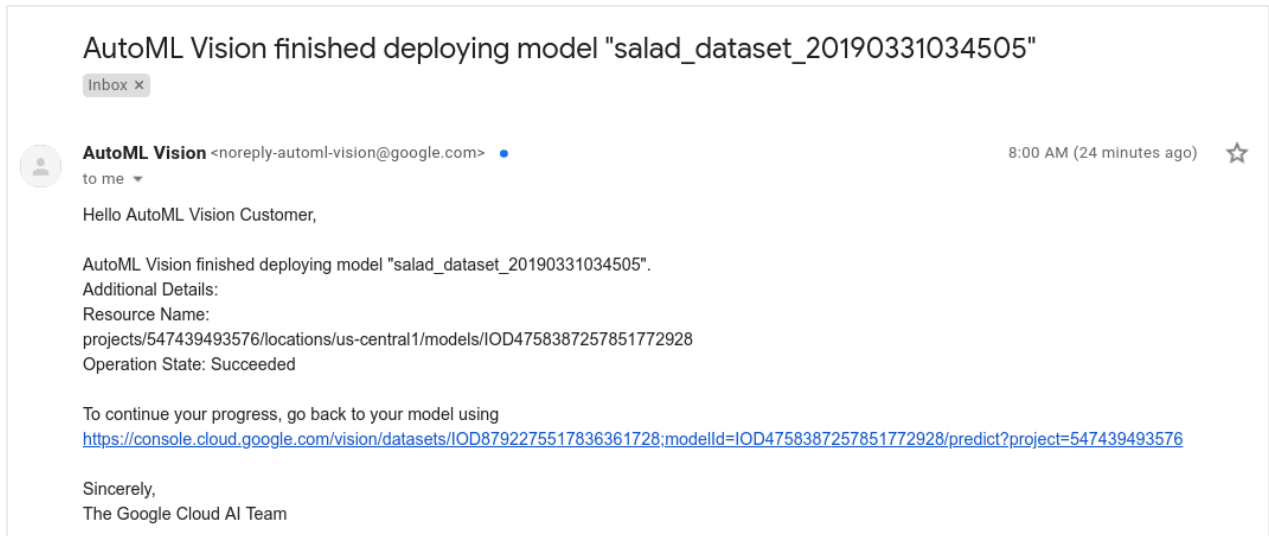 AutoML Vision finished deploying model "salad_dataset_20190331034505"
Inbox ×
AutoML Vision <noreply-automl-vision@google.com>
8:00 AM (24 minutes ago)
to me
Hello AutoML Vision Customer,
AutoML Vision finished deploying model "salad_dataset_20190331034505".
Additional Details:
Resource Name:
projects/547439493576/locations/us-central1/models/IOD4758387257851772928
Operation State: Succeeded
To continue your progress, go back to your model using
https://console.cloud.google.com/vision/datasets/IOD8792275517836361728;modelId=IOD4758387257851772928/predict?project=547439493576
Sincerely,
The Google Cloud AI Team